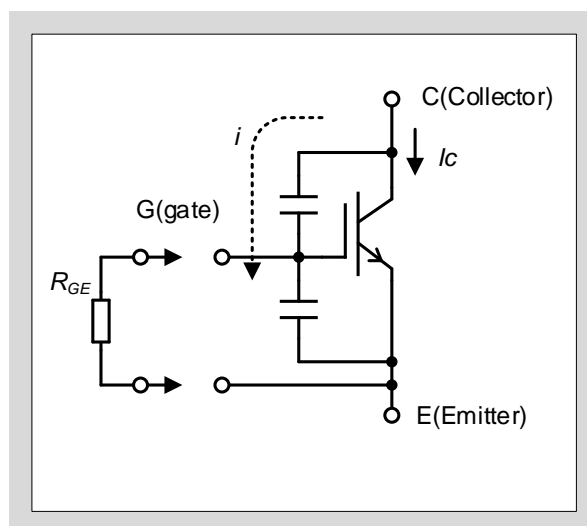 C(Collector)
i
Ic
G(gate)
RGE
E(Emitter)